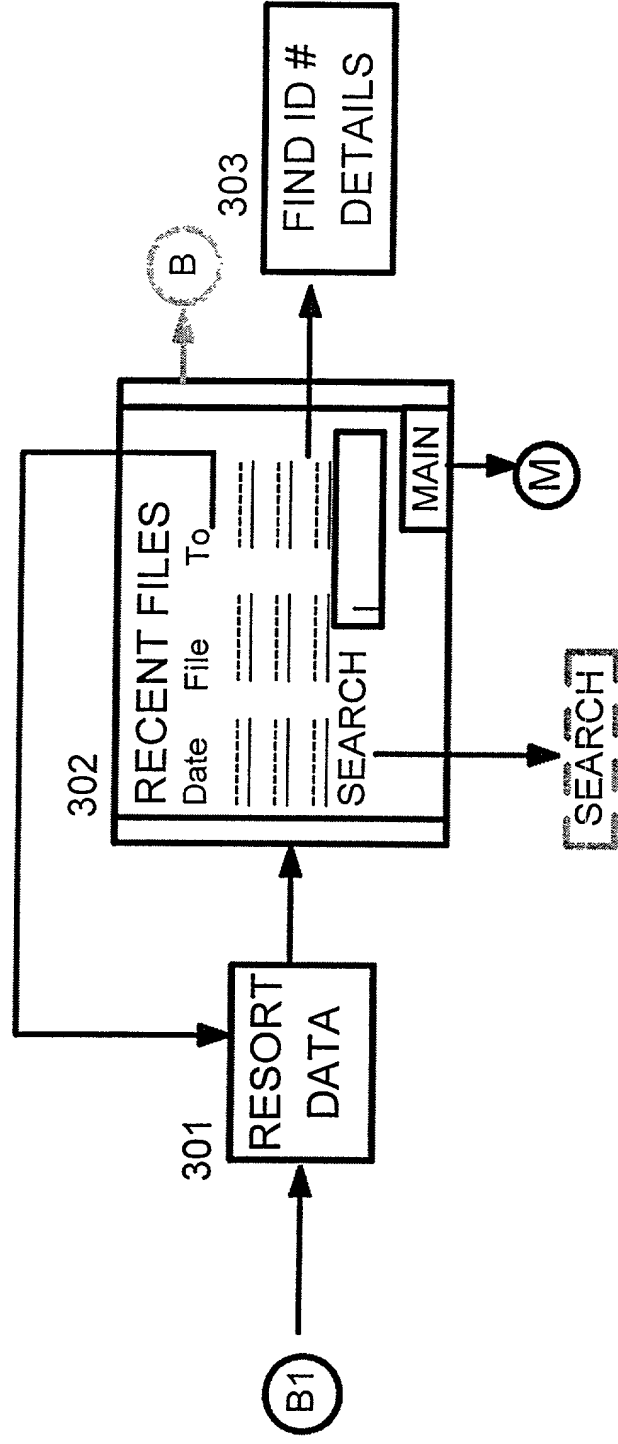 B1
301
RESORT
DATA
302
RECENT FILES
Date File To
SEARCH
MAIN
B
M
SEARCH
303
FIND ID #
DETAILS